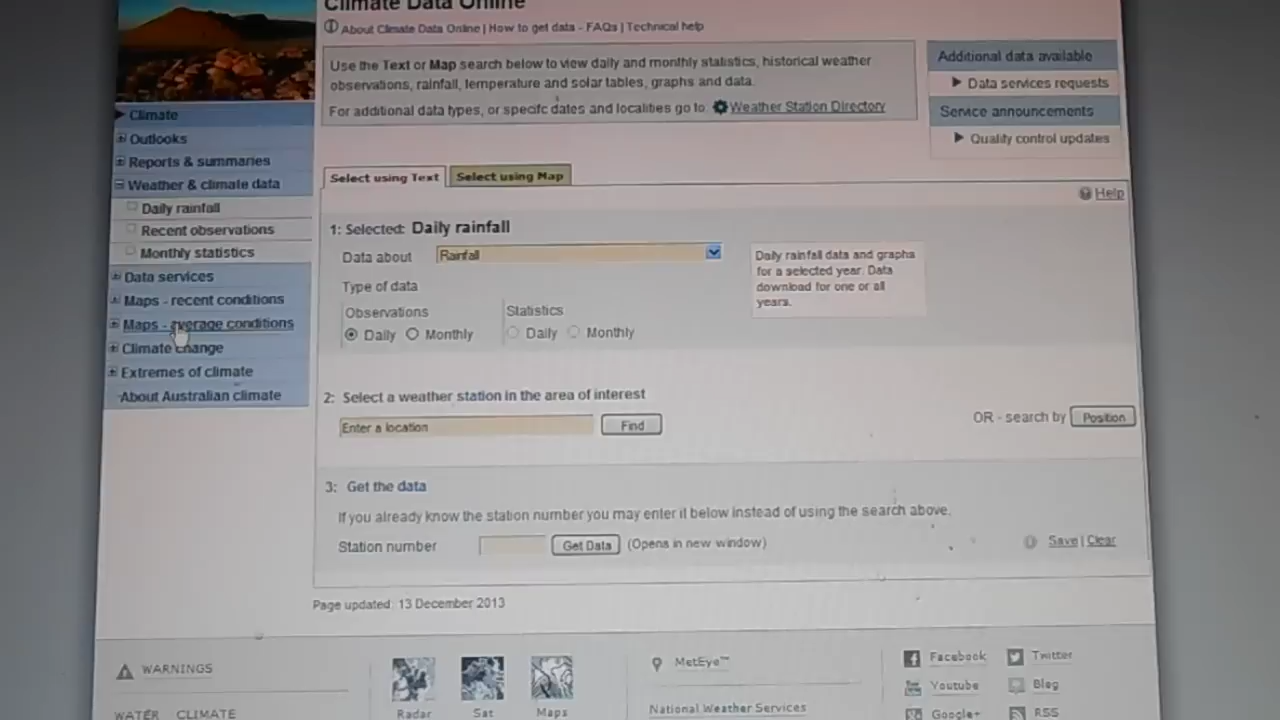 Climate Data Online
About Climate Data Online | How to get data - FAQs | Technical help
Use the Text or Map search below to view daily and monthly statistics, historical weather
observations, rainfall, temperature and solar tables, graphs and data.
For additional data types, or specific dates and localities go to Weather Station Directory
Additional data available
Data services requests
Service announcements
Quality control updates
Climate
Outlooks
Reports & summaries
Weather & climate data
Daily rainfall
Recent observations
Monthly statistics
Data services
Maps - recent conditions
Maps - average conditions
Climate change
Extremes of climate
About Australian climate
Select using Text
Select using Map
Help
1: Selected: Daily rainfall
Data about
Rainfall
Daily rainfall data and graphs
for a selected year. Data
download for one or all
years.
Type of data
Observations
Statistics
Daily Monthly
Daily Monthly
2: Select a weather station in the area of interest
Enter a location
Find
OR - search by Position
3: Get the data
If you already know the station number you may enter it below instead of using the search above.
Station number
Get Data (Opens in new window)
Save | Clear
Page updated: 13 December 2013
WARNINGS
WATER CLIMATE
Radar
Sat
Maps
MetEye™
National Weather Services
Facebook
Twitter
Youtube
Blog
Google+
RSS